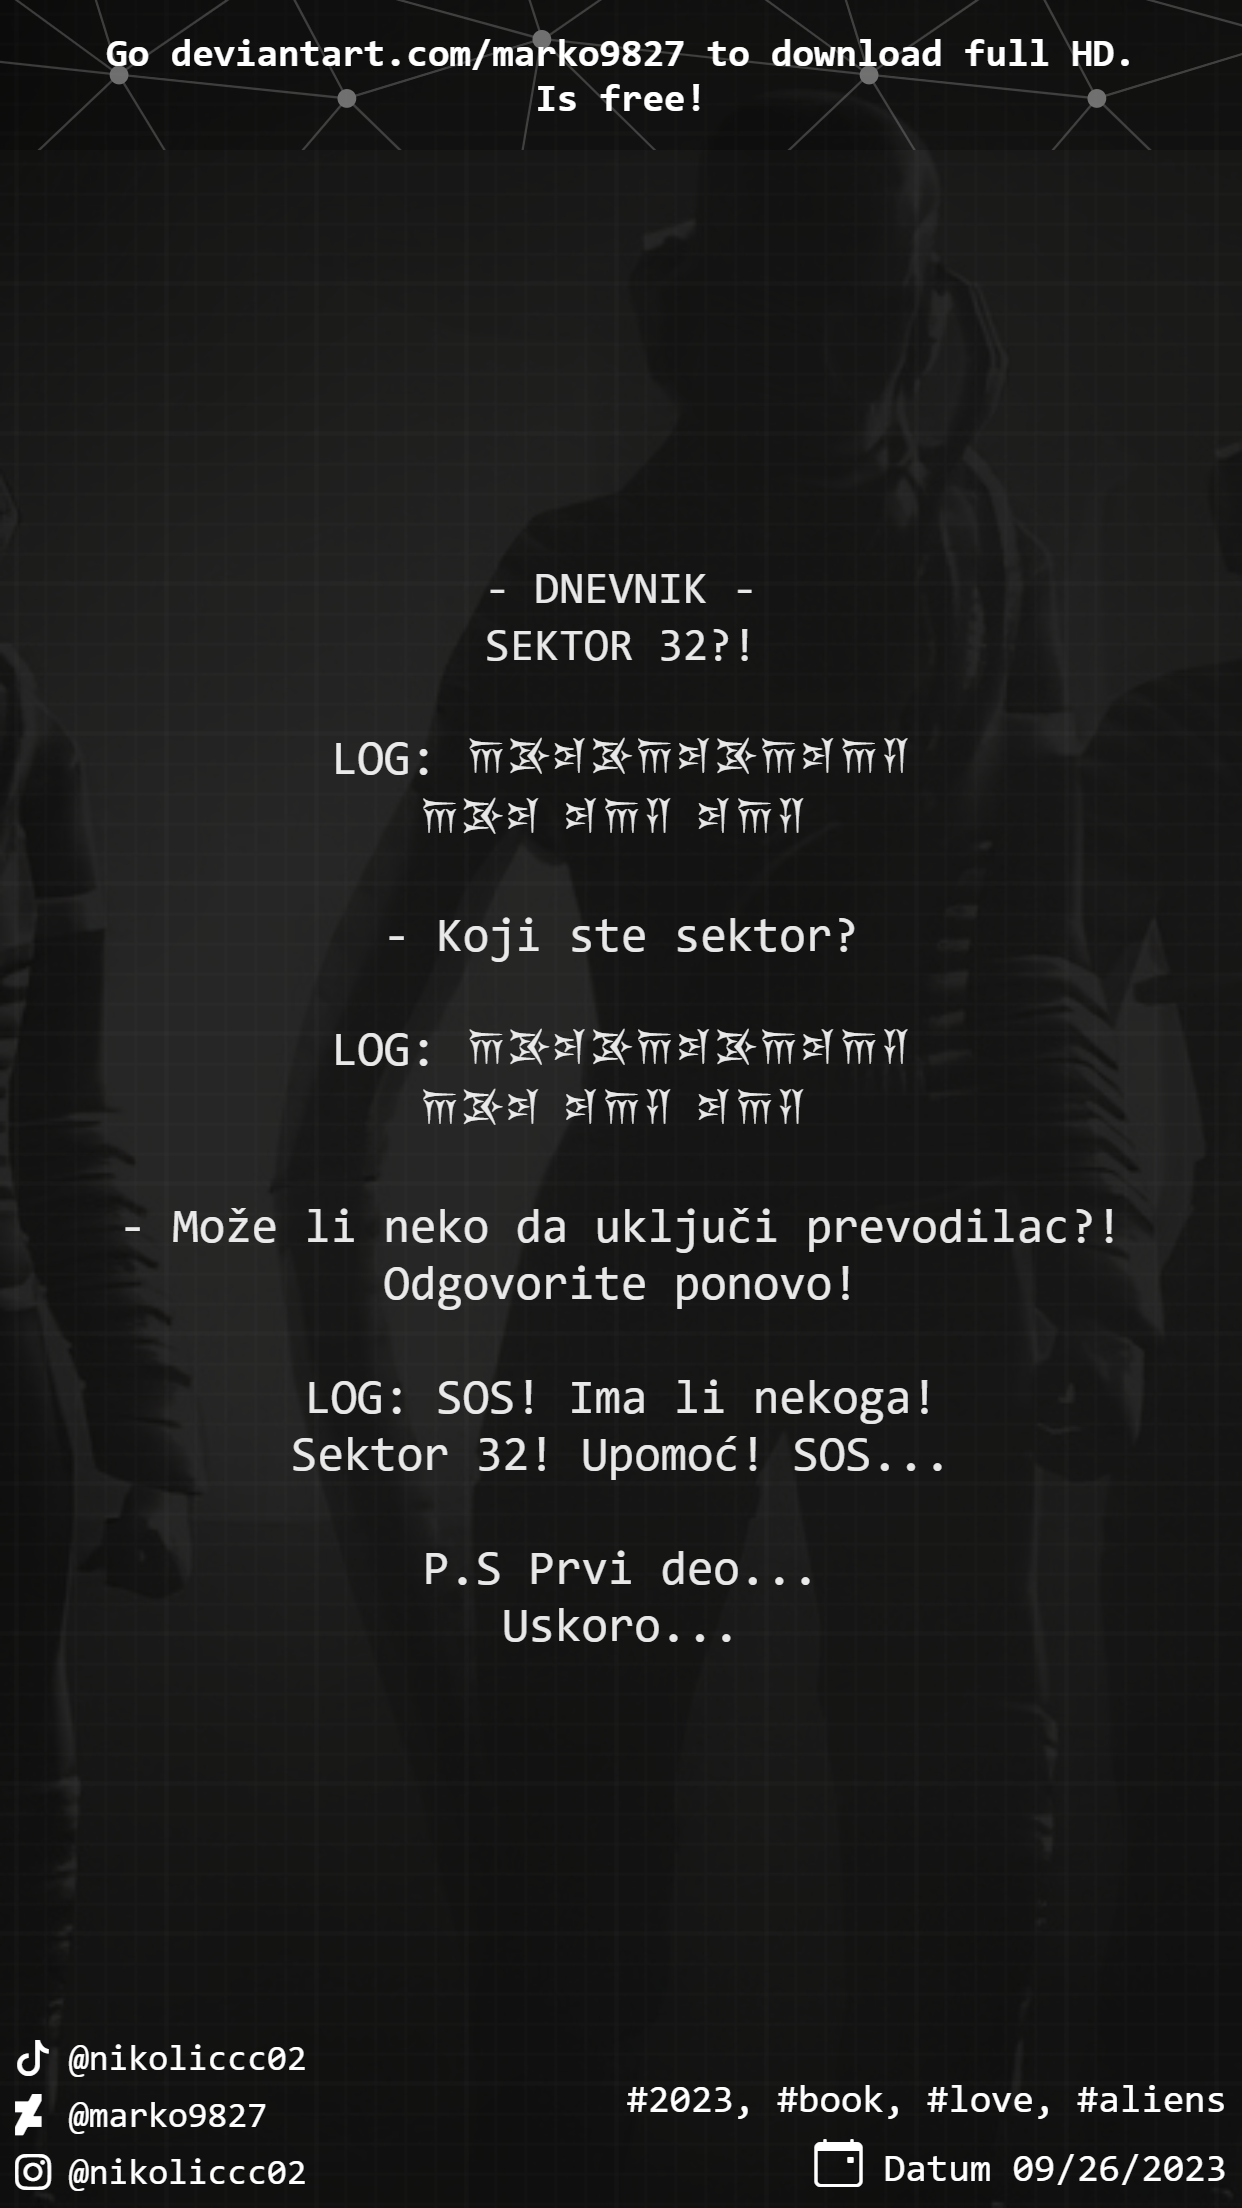 Go deviantart.com/marko9827 to download full HD.
Is free!
- DNEVNIK -
SEKTOR 32?!
LOG:
- Koji ste sektor?
LOG:
- Može li neko da uključi prevodilac?!
Odgovorite ponovo!
LOG: SOS! Ima li nekoga!
Sektor 32! Upomoć! SOS...
P.S Prvi deo...
Uskoro...
@nikoliccc02
@marko9827
@nikoliccc02
#2023, #book, #love, #aliens
Datum 09/26/2023